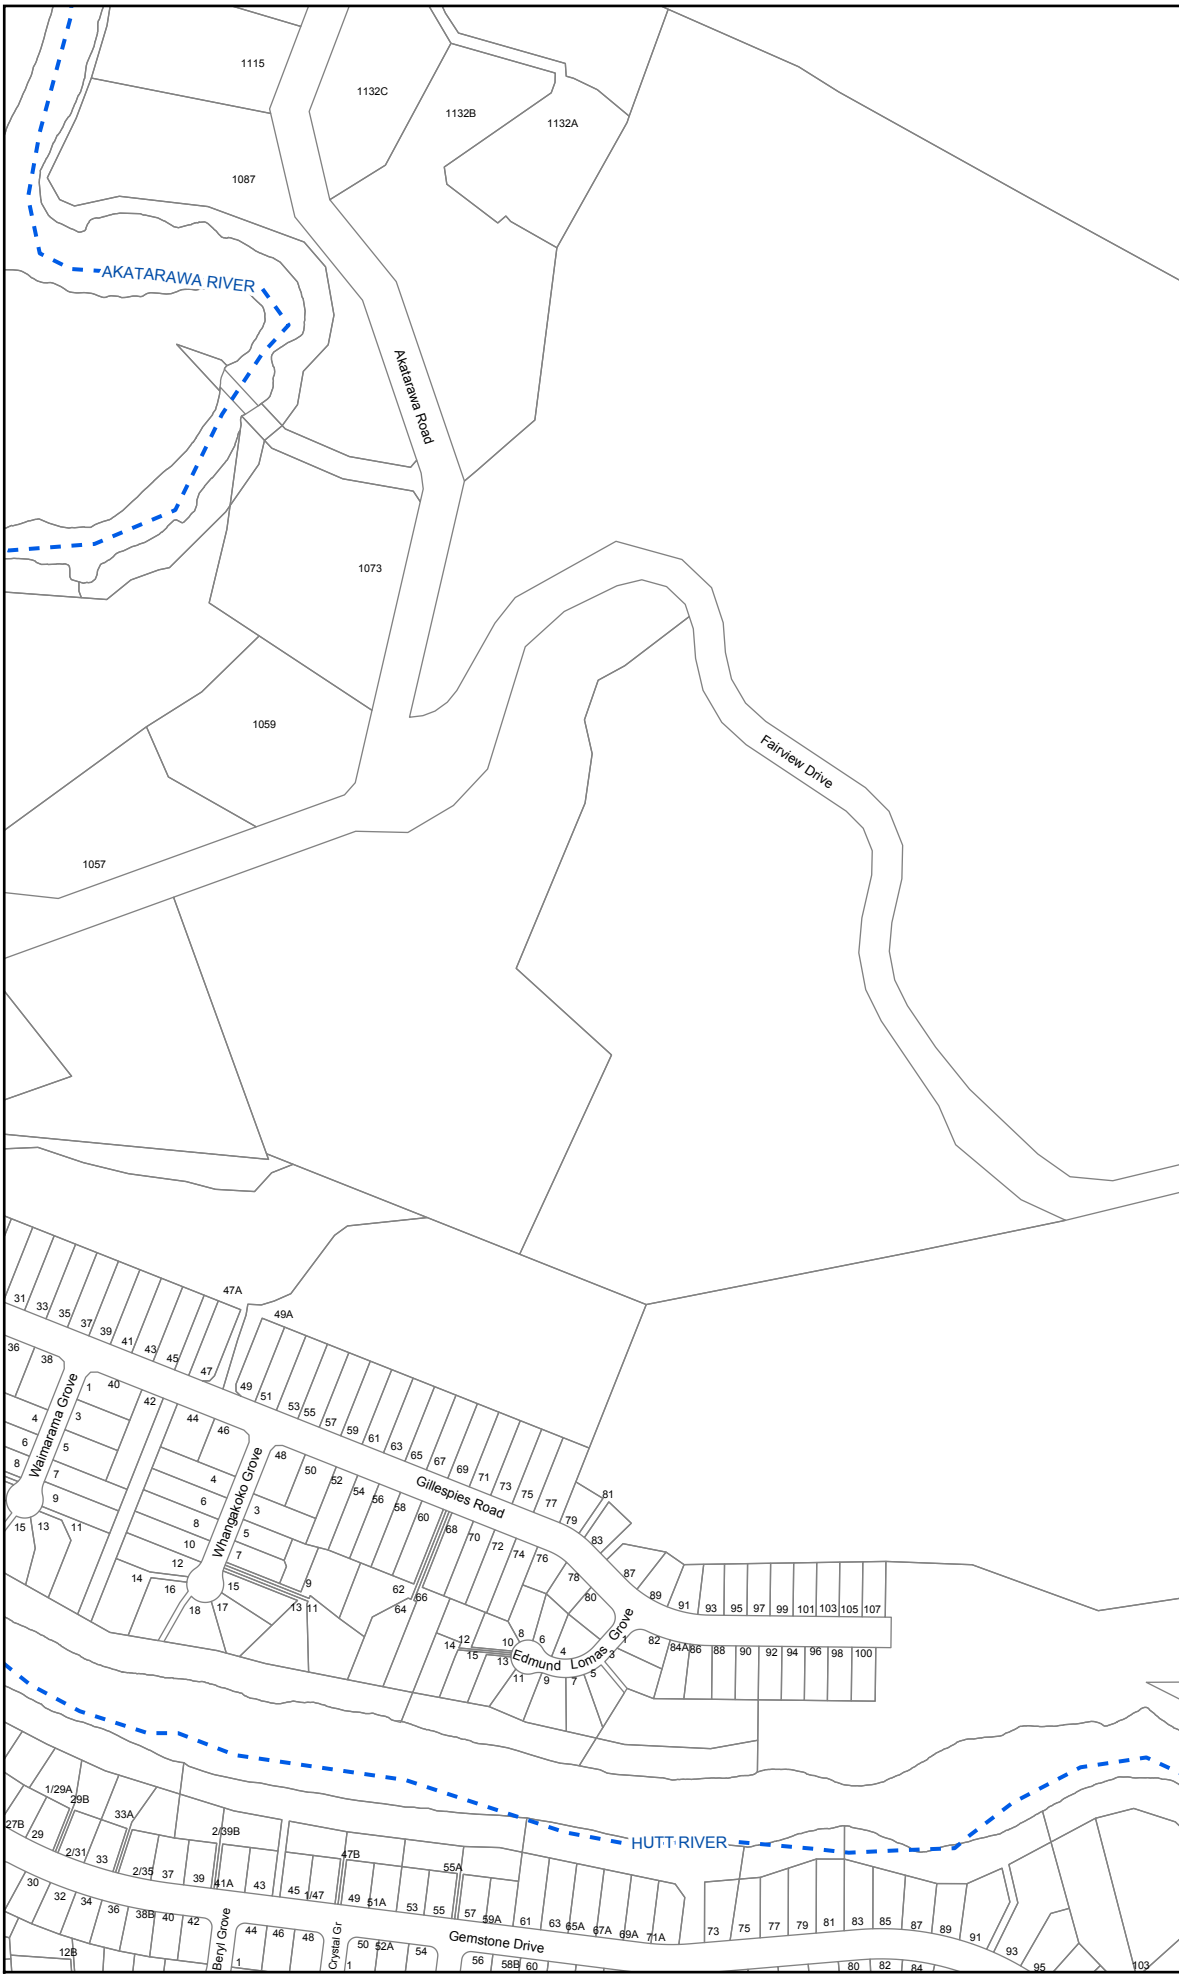 1115
1132C
1132B
1132A
1087
AKATARAWA RIVER
Akatarawa Road
1073
1059
Fairview Drive
1057
47A
31 33 35 37 39 41 43 45 47
49A
49 51 53 55 57 59 61 63 65 67 69 71 73 75 77 79 81 83
36 38
Waimarama Grove
1 40 42 44 46
4 3
6 5
8 7
9
15 13 11
Whangakoko Grove
48 50 52 54 56 58 60
Gillespies Road
4 3
6 5
8 7
10
12
14 16 15
18 17
9
13 11
62
64 66
68 70 72 74 76 78 80
87 89 91 93 95 97 99 101 103 105 107
82 84A 86 88 90 92 94 96 98 100
Edmund Lomas Grove
14 12 10 8 6 4
15 13 11 9 7 5 3 1
HUTT RIVER
1/29A
29B
33A
27B 29 2/31 33 2/35 37 39
2/39B
41A 43 45 1/47
47B
49 51A 53 55
55A
57 59A 61 63 65A 67A 69A 71A
73 75 77 79 81 83 85 87 89 91 93 95 103
30 32 34 36 38B 40 42
Beryl Grove
44 46 48
Crystal Gr
50 52A 54
Gemstone Drive
56 58B 60
80 82 84
12B
1
1